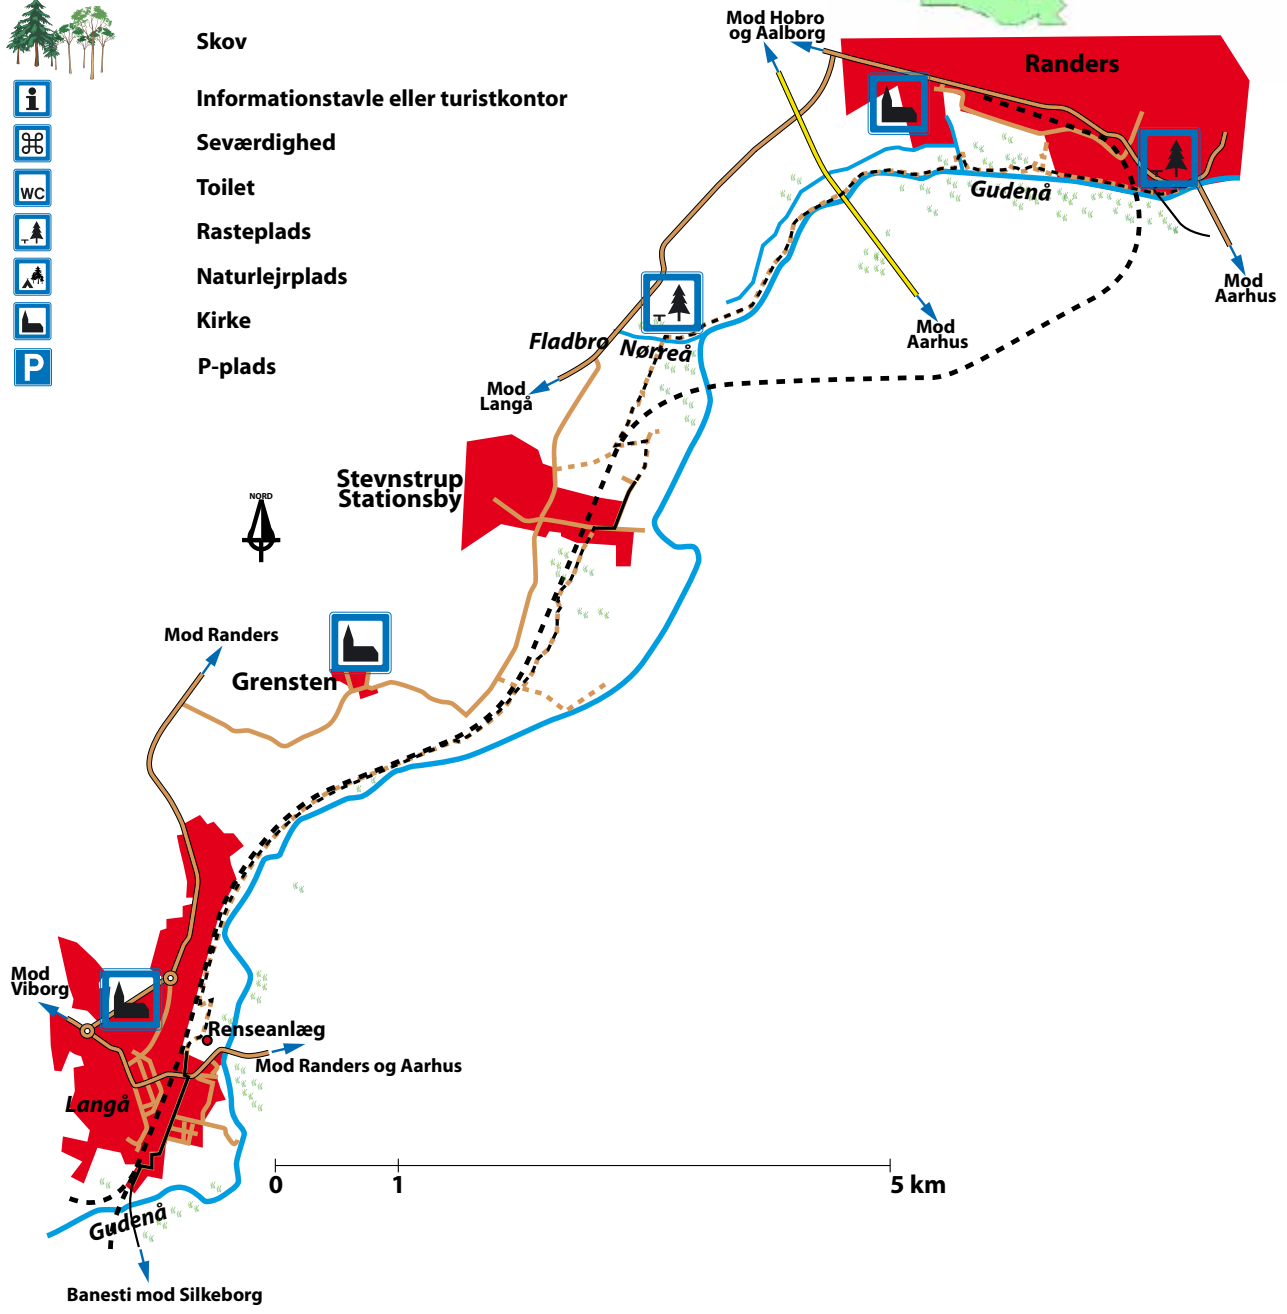 Skov
Informationstavle eller turistkontor
Seværdighed
WC
Toilet
Rasteplads
Naturlejrplads
Kirke
P
P-plads
Mod Hobro
og Aalborg
Randers
Gudenå
Mod
Aarhus
Mod
Aarhus
Fladbro
Nørreå
Mod
Langå
Stevnstrup
Stationsby
NORD
Mod Randers
Grensten
Mod
Viborg
Renseanlæg
Mod Randers og Aarhus
Langå
0 1 5 km
Gudenå
Banesti mod Silkeborg